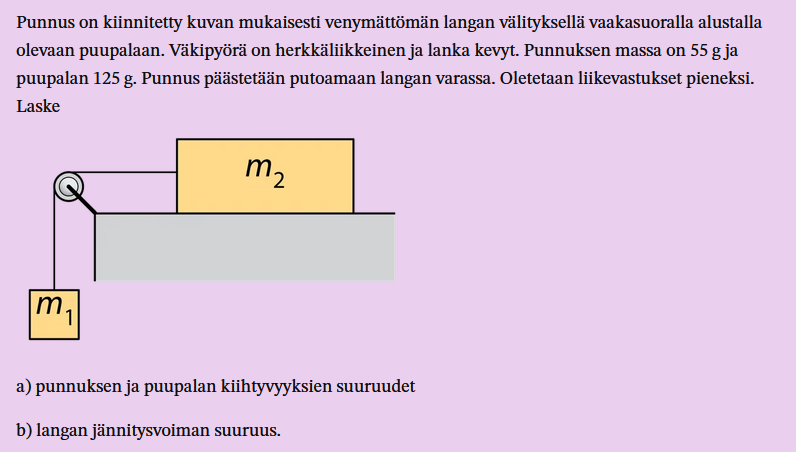 Punnus on kiinnitetty kuvan mukaisesti venymättömän langan välityksellä vaakasuoralla alustalla
olevaan puupalaan. Väkipyörä on herkkäliikkeinen ja lanka kevyt. Punnuksen massa on 55 g ja
puupalan 125 g. Punnus päästetään putoamaan langan varassa. Oletetaan liikevastukset pieneksi.
Laske
m₂
m₁
a) punnuksen ja puupalan kiihtyvyyksien suuruudet
b) langan jännitysvoiman suuruus.